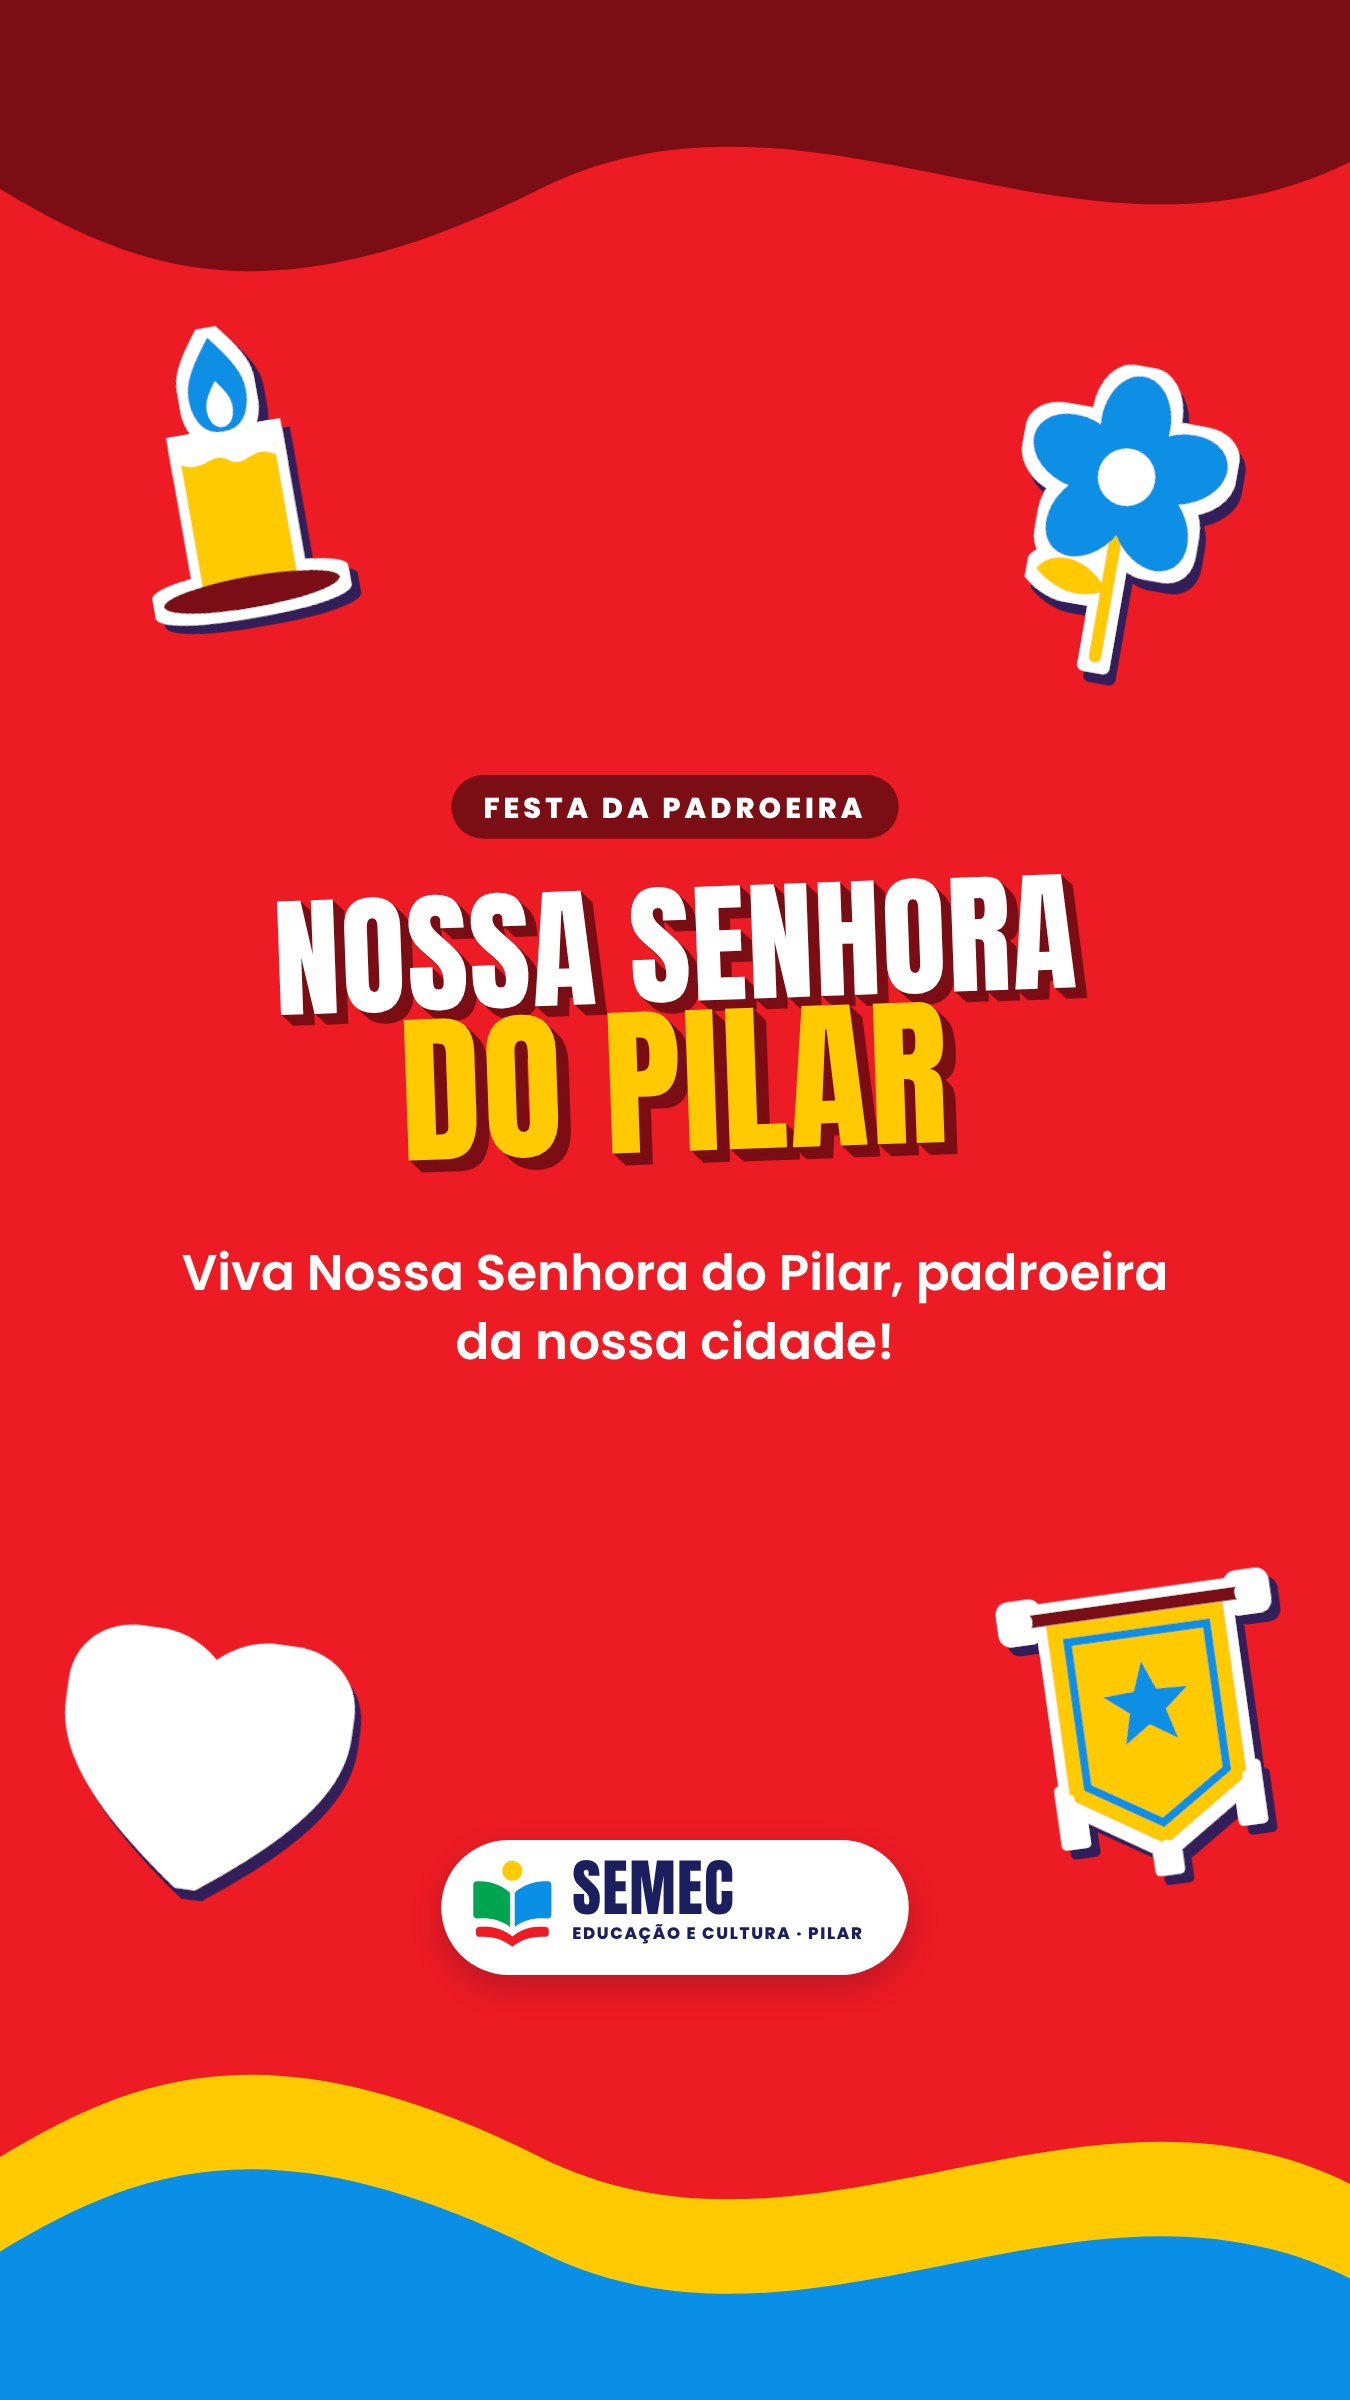 FESTA DA PADROEIRA
NOSSA SENHORA
DO PILAR
Viva Nossa Senhora do Pilar, padroeira
da nossa cidade!
SEMEC
EDUCAÇÃO E CULTURA · PILAR